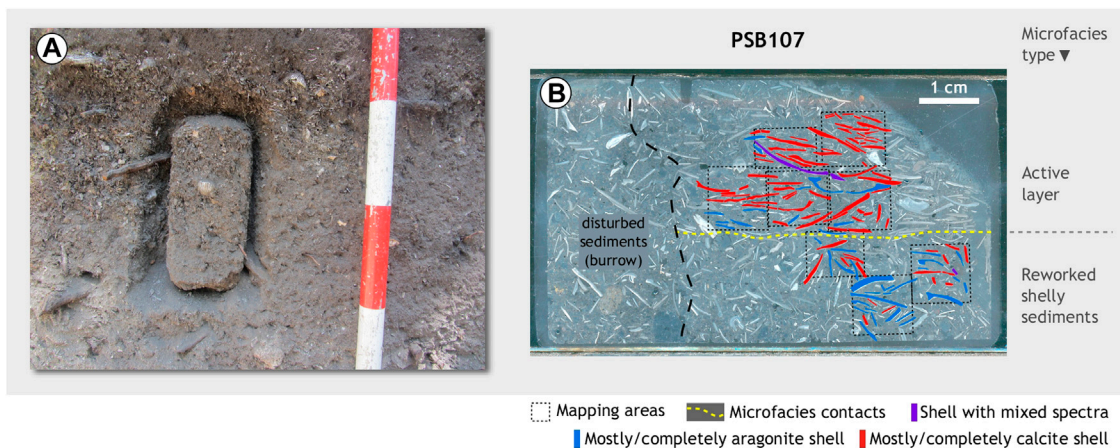 A
PSB107
Microfacies
type ▼
B
1 cm
Active
layer
disturbed
sediments
(burrow)
Reworked
shelly
sediments
Mapping areas
Microfacies contacts
Shell with mixed spectra
Mostly/completely aragonite shell
Mostly/completely calcite shell